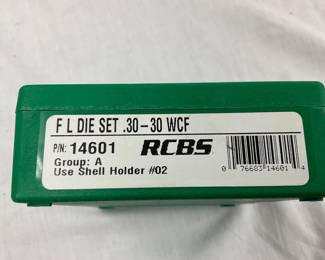 F L DIE SET .30-30 WCF
P/N: 14601 RCBS
Group: A
Use Shell Holder #02
0 76683 14601 4